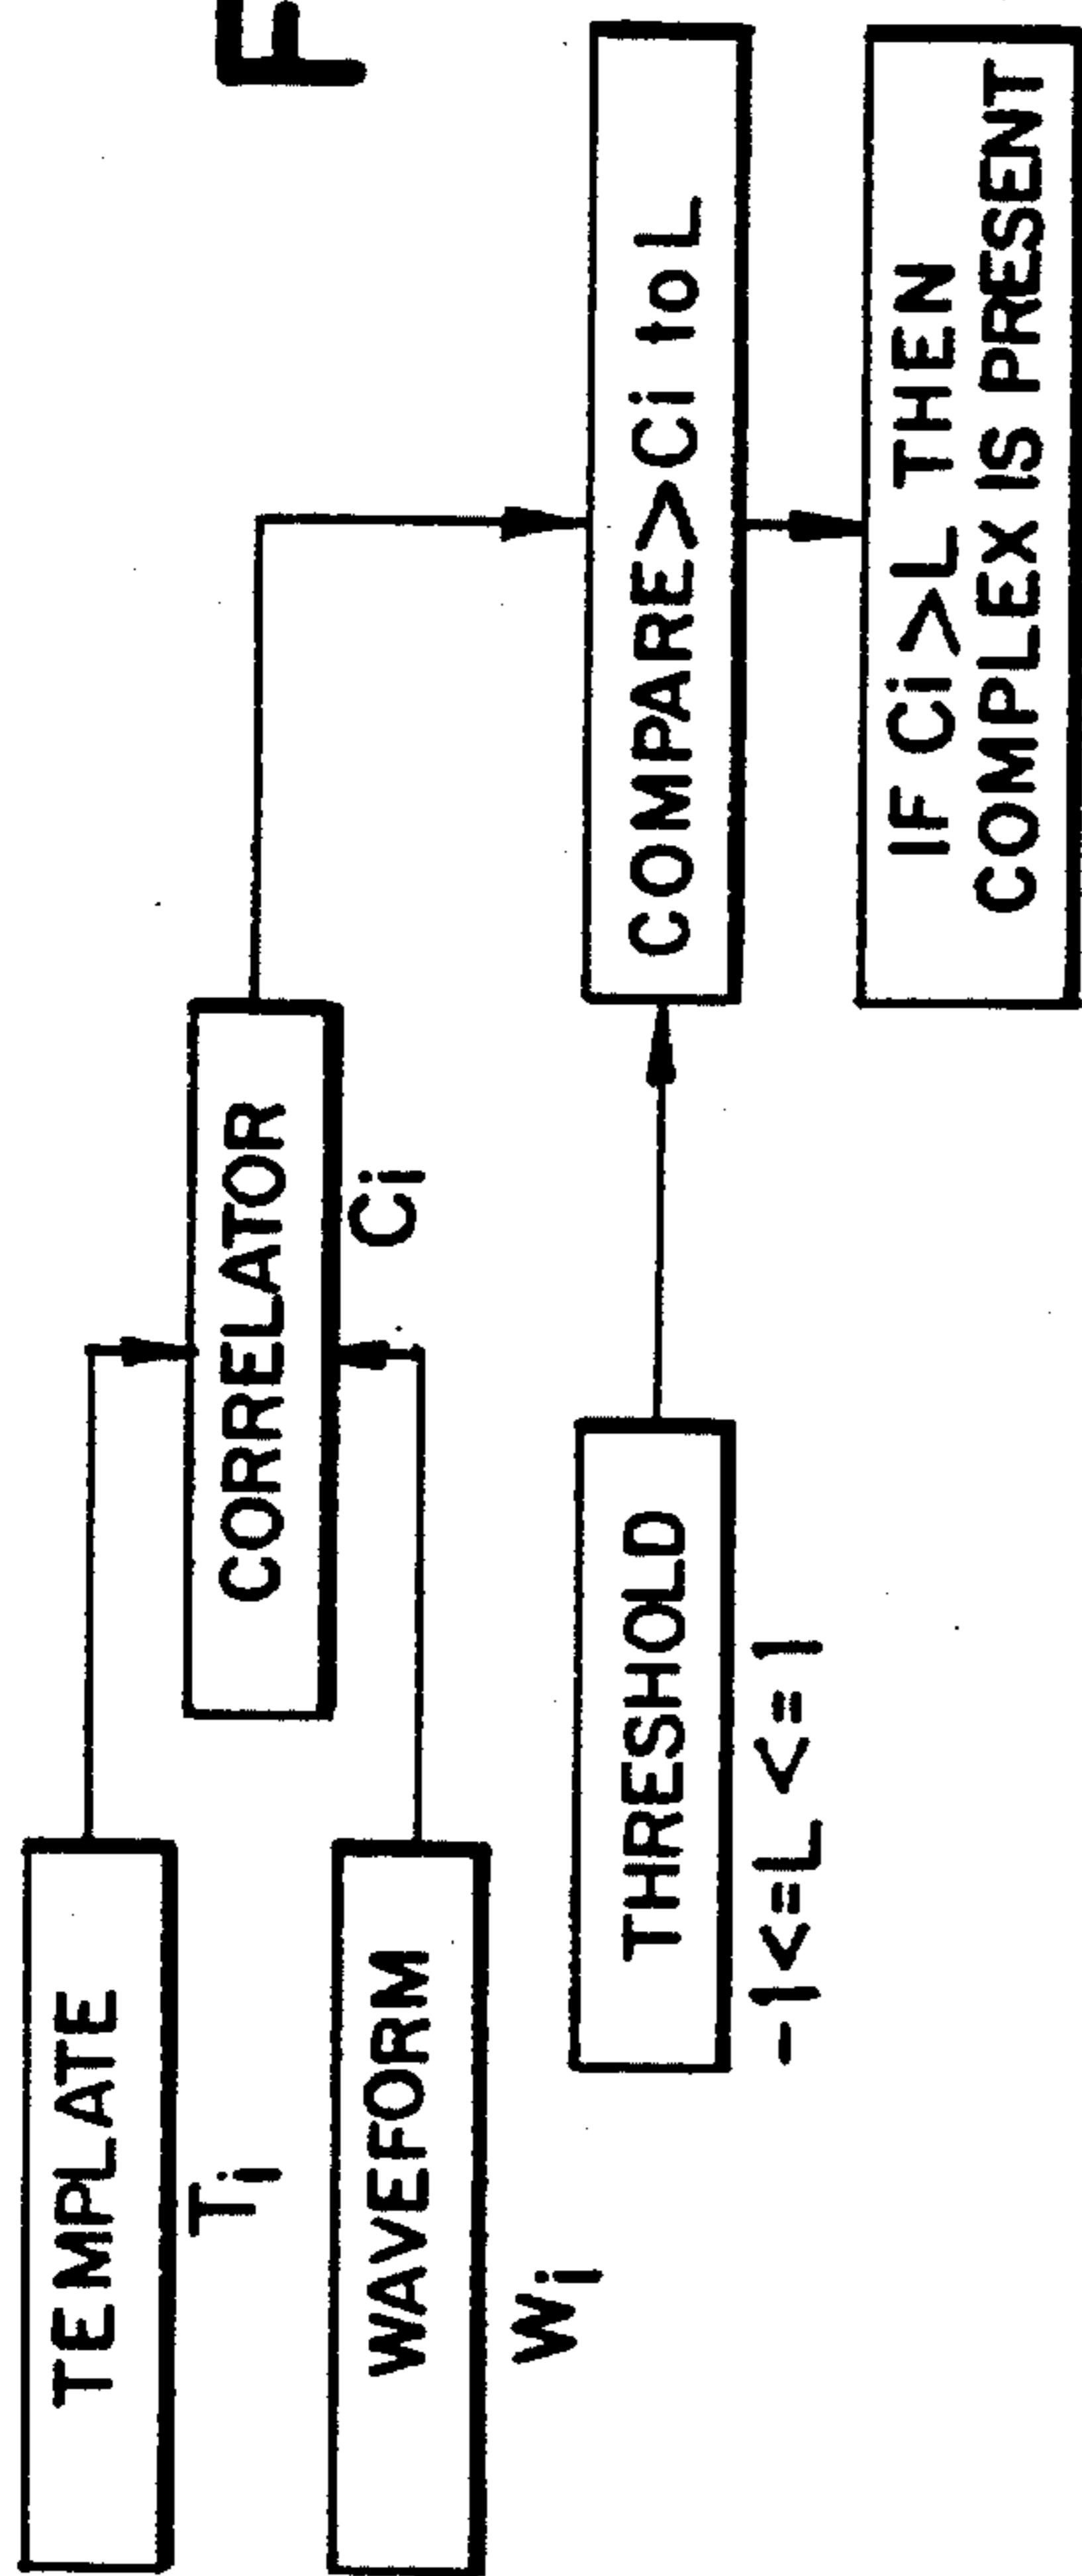 F
TEMPLATE
Ti
CORRELATOR
Ci
WAVEFORM
Wi
THRESHOLD
-1<=L <=1
COMPARE>Ci to L
IF Ci>L THEN
COMPLEX IS PRESENT